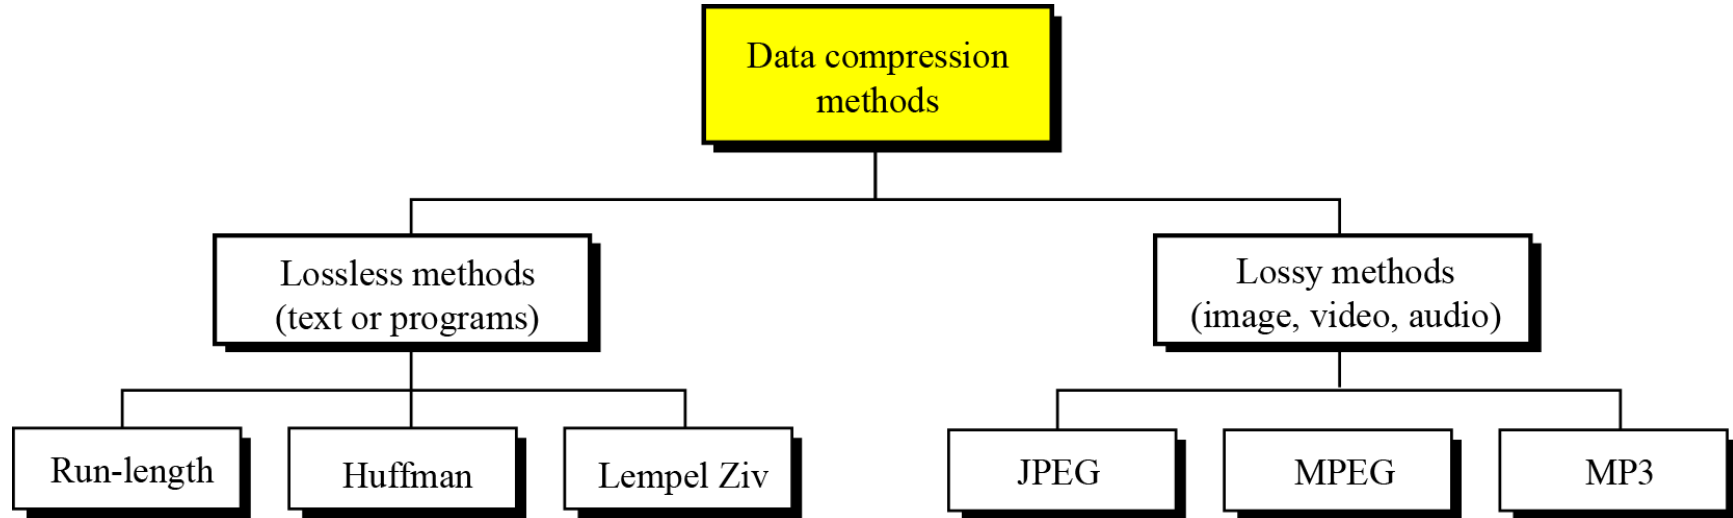 Data compression
methods
Lossless methods
(text or programs)
Lossy methods
(image, video, audio)
Run-length
Huffman
Lempel Ziv
JPEG
MPEG
MP3